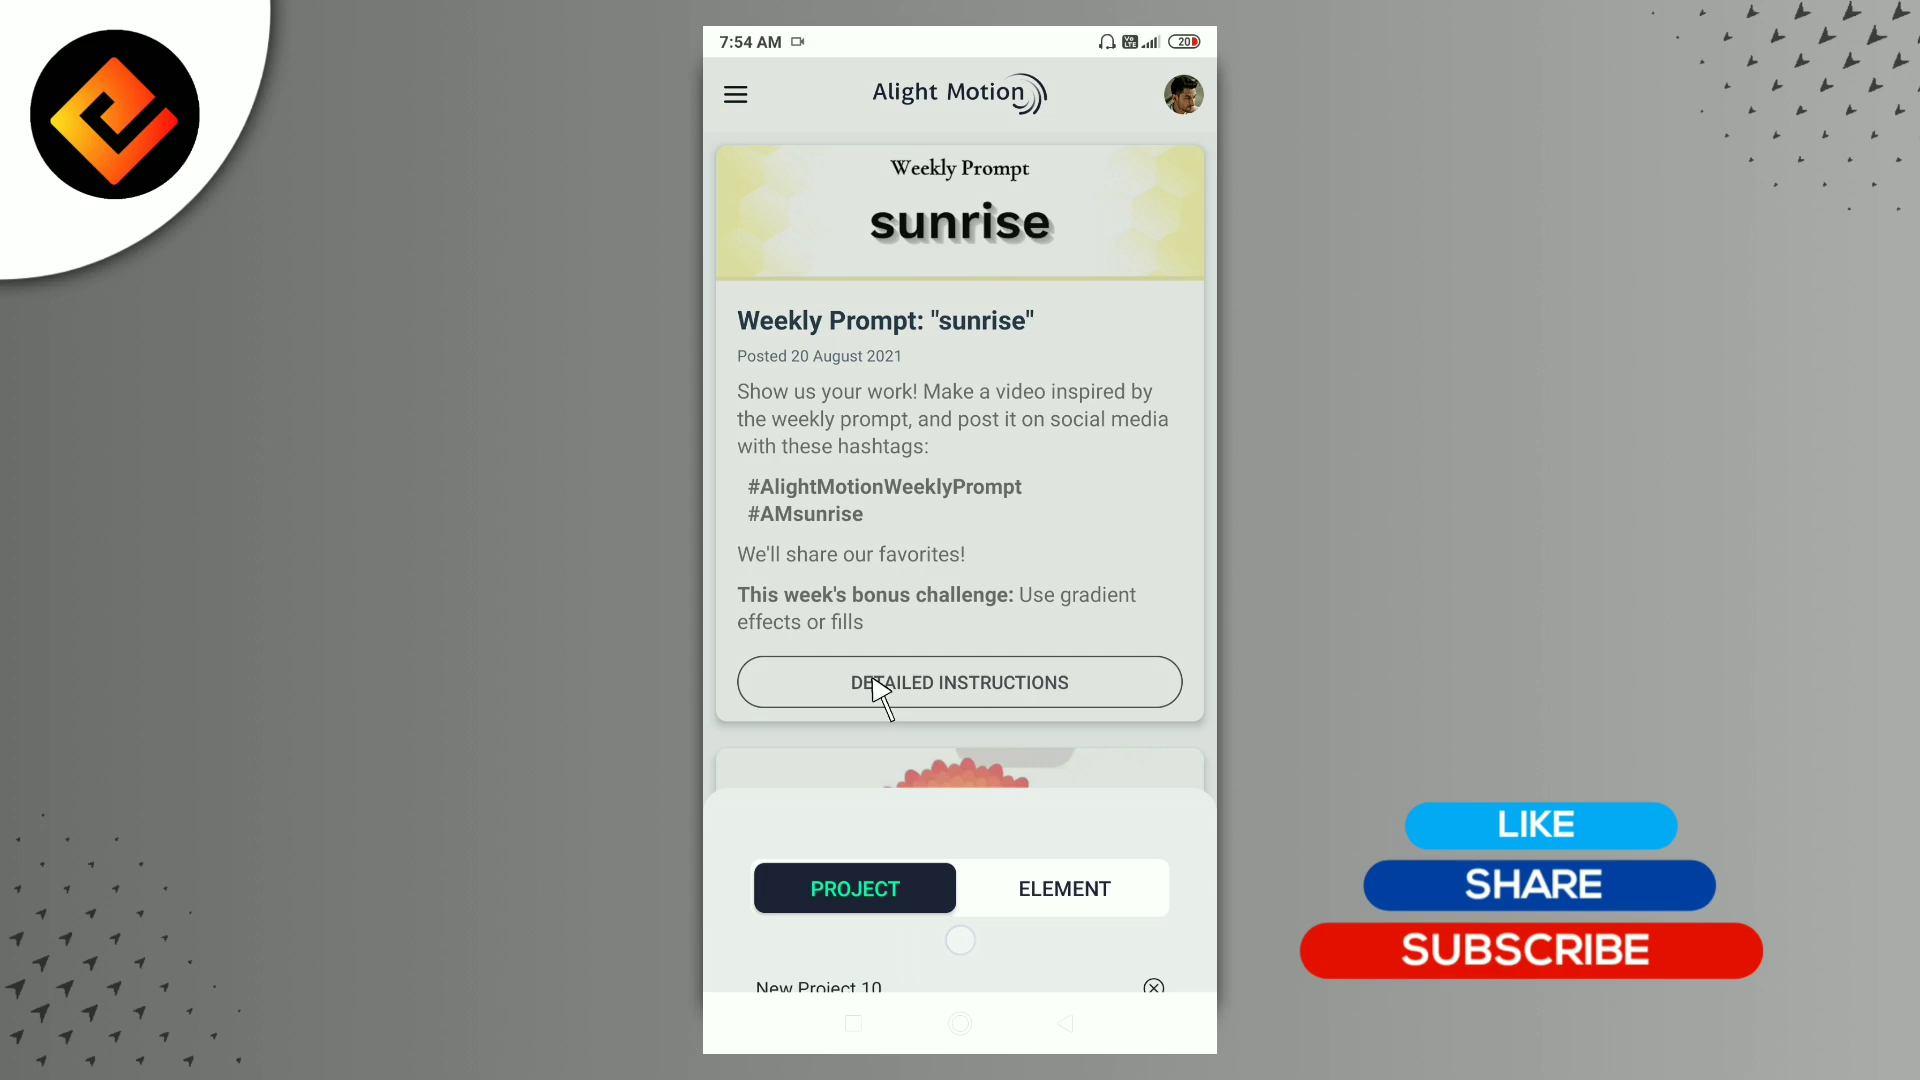 7:54 AM
Vo LTE
20
Alight Motion
Weekly Prompt
sunrise
Weekly Prompt: "sunrise"
Posted 20 August 2021
Show us your work! Make a video inspired by
the weekly prompt, and post it on social media
with these hashtags:
#AlightMotionWeeklyPrompt
#AMsunrise
We'll share our favorites!
This week's bonus challenge: Use gradient
effects or fills
DETAILED INSTRUCTIONS
PROJECT
ELEMENT
New Project 10
LIKE
SHARE
SUBSCRIBE